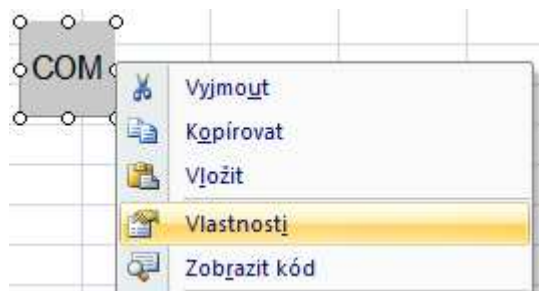 COM
Vyjmout
Kopírovat
Vložit
Vlastnosti
Zobrazit kód